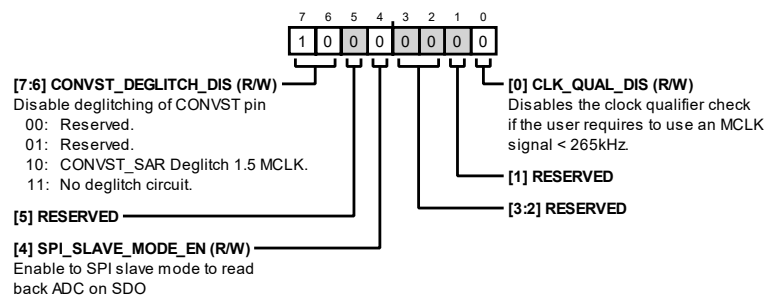 7 6 5 4 3 2 1 0
1 0 0 0 0 0 0 0
[7:6] CONVST_DEGLITCH_DIS (R/W)
Disable deglitching of CONVST pin
00: Reserved.
01: Reserved.
10: CONVST_SAR Deglitch 1.5 MCLK.
11: No deglitch circuit.
[5] RESERVED
[4] SPI_SLAVE_MODE_EN (R/W)
Enable to SPI slave mode to read
back ADC on SDO
[0] CLK_QUAL_DIS (R/W)
Disables the clock qualifier check
if the user requires to use an MCLK
signal < 265kHz.
[1] RESERVED
[3:2] RESERVED